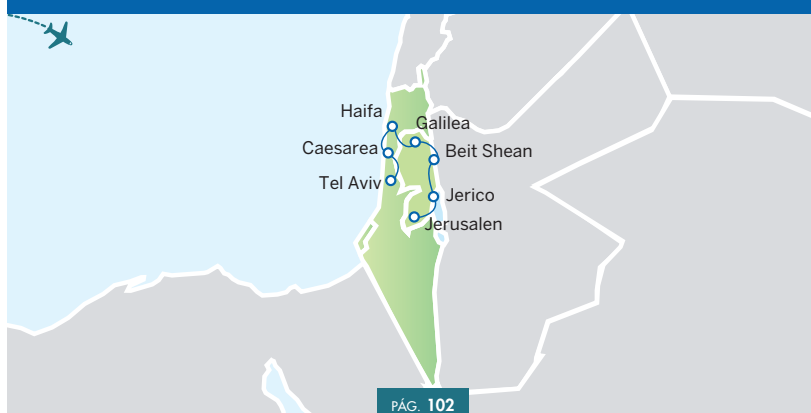 Haifa
Galilea
Caesarea
Beit Shean
Tel Aviv
Jerico
Jerusalen
PÁG. 102